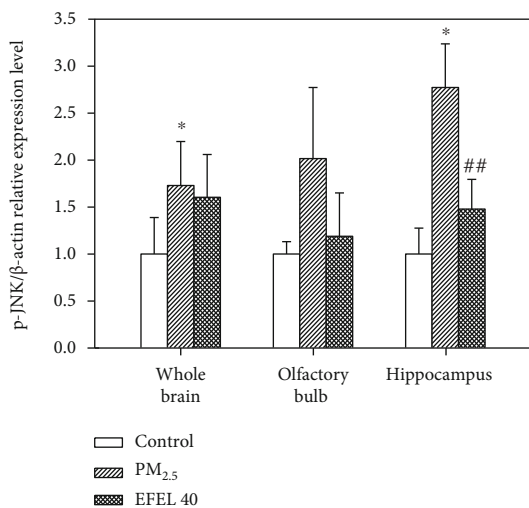 p-JNK/β-actin relative expression level
3.5
3.0
2.5
2.0
1.5
1.0
0.5
0.0
*
*
##
Whole
brain
Olfactory
bulb
Hippocampus
Control
PM2.5
EFEL 40